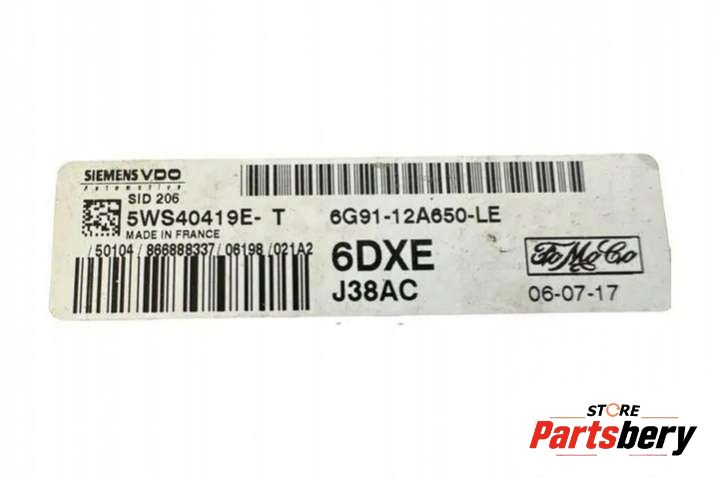 SIEMENS VDO
Automotive
SID 206
5WS40419E- T
MADE IN FRANCE
/50104 / 866888337/ 06198 /021A2
6G91-12A650-LE
6DXE
J38AC
FoMoCo
06-07-17
STORE
Partsbery